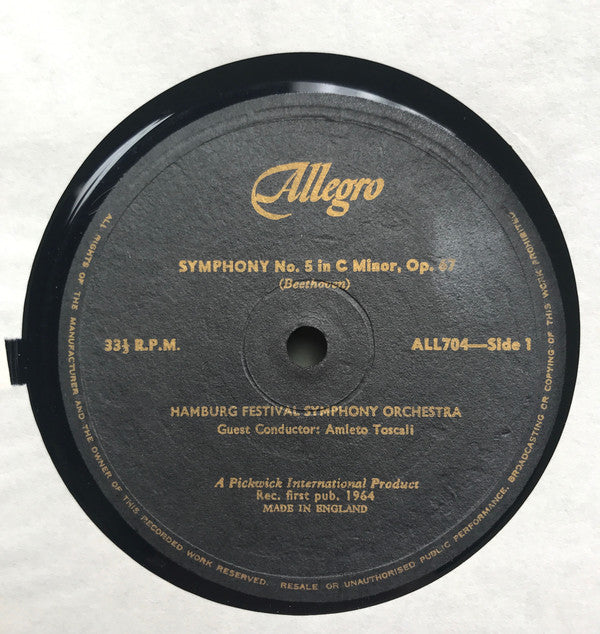 Allegro
SYMPHONY No. 5 in C Minor, Op. 67
(Beethoven)
33⅓ R.P.M.
ALL704—Side 1
HAMBURG FESTIVAL SYMPHONY ORCHESTRA
Guest Conductor: Amleto Toscali
A Pickwick International Product
Rec. first pub. 1964
MADE IN ENGLAND
ALL RIGHTS OF THE MANUFACTURER AND THE OWNER OF THIS RECORDED WORK RESERVED. RESALE OR UNAUTHORISED PUBLIC PERFORMANCE, BROADCASTING OR COPYING OF THIS WORK PROHIBITED